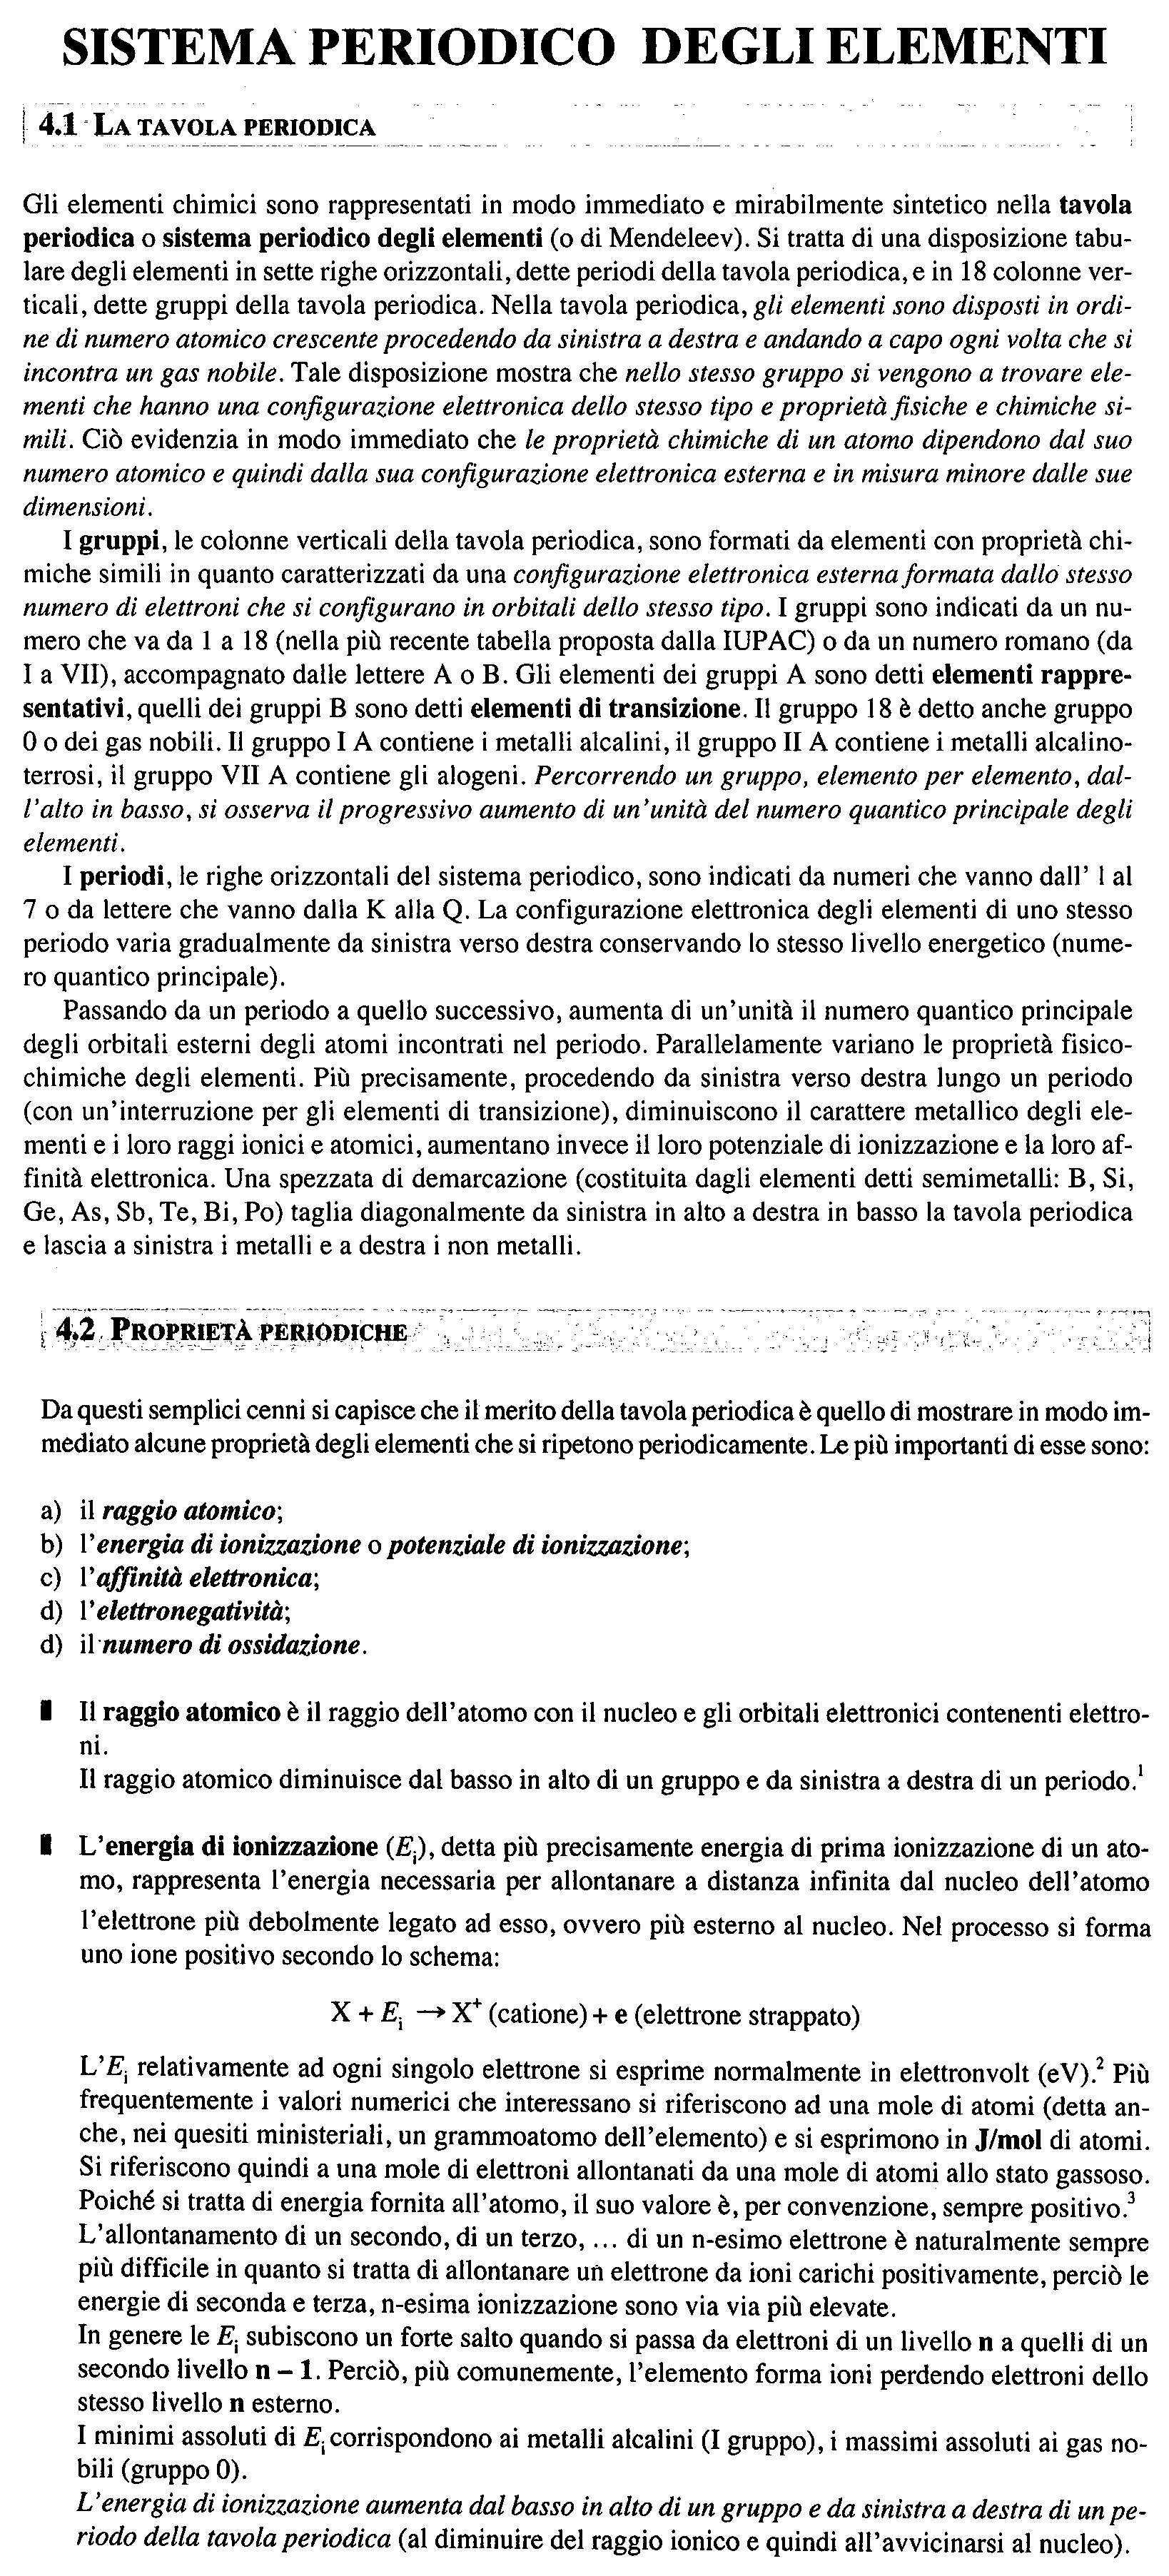 SISTEMA PERIODICO DEGLI ELEMENTI
4.1 LA TAVOLA PERIODICA
Gli elementi chimici sono rappresentati in modo immediato e mirabilmente sintetico nella tavola
periodica o sistema periodico degli elementi (o di Mendeleev). Si tratta di una disposizione tabu-
lare degli elementi in sette righe orizzontali, dette periodi della tavola periodica, e in 18 colonne ver-
ticali, dette gruppi della tavola periodica. Nella tavola periodica, gli elementi sono disposti in ordi-
ne di numero atomico crescente procedendo da sinistra a destra e andando a capo ogni volta che si
incontra un gas nobile. Tale disposizione mostra che nello stesso gruppo si vengono a trovare ele-
menti che hanno una configurazione elettronica dello stesso tipo e proprietà fisiche e chimiche si-
mili. Ciò evidenzia in modo immediato che le proprietà chimiche di un atomo dipendono dal suo
numero atomico e quindi dalla sua configurazione elettronica esterna e in misura minore dalle sue
dimensioni.
I gruppi, le colonne verticali della tavola periodica, sono formati da elementi con proprietà chi-
miche simili in quanto caratterizzati da una configurazione elettronica esterna formata dallo stesso
numero di elettroni che si configurano in orbitali dello stesso tipo. I gruppi sono indicati da un nu-
mero che va da 1 a 18 (nella più recente tabella proposta dalla IUPAC) o da un numero romano (da
I a VII), accompagnato dalle lettere A o B. Gli elementi dei gruppi A sono detti elementi rappre-
sentativi, quelli dei gruppi B sono detti elementi di transizione. Il gruppo 18 è detto anche gruppo
0 o dei gas nobili. Il gruppo I A contiene i metalli alcalini, il gruppo II A contiene i metalli alcalino-
terrosi, il gruppo VII A contiene gli alogeni. Percorrendo un gruppo, elemento per elemento, dal-
l'alto in basso, si osserva il progressivo aumento di un'unità del numero quantico principale degli
elementi.
I periodi, le righe orizzontali del sistema periodico, sono indicati da numeri che vanno dall' 1 al
7 o da lettere che vanno dalla K alla Q. La configurazione elettronica degli elementi di uno stesso
periodo varia gradualmente da sinistra verso destra conservando lo stesso livello energetico (nume-
ro quantico principale).
Passando da un periodo a quello successivo, aumenta di un'unità il numero quantico principale
degli orbitali esterni degli atomi incontrati nel periodo. Parallelamente variano le proprietà fisico-
chimiche degli elementi. Più precisamente, procedendo da sinistra verso destra lungo un periodo
(con un'interruzione per gli elementi di transizione), diminuiscono il carattere metallico degli ele-
menti e i loro raggi ionici e atomici, aumentano invece il loro potenziale di ionizzazione e la loro af-
finità elettronica. Una spezzata di demarcazione (costituita dagli elementi detti semimetalli: B, Si,
Ge, As, Sb, Te, Bi, Po) taglia diagonalmente da sinistra in alto a destra in basso la tavola periodica
e lascia a sinistra i metalli e a destra i non metalli.
4.2 PROPRIETÀ PERIODICHE
Da questi semplici cenni si capisce che il merito della tavola periodica è quello di mostrare in modo im-
mediato alcune proprietà degli elementi che si ripetono periodicamente. Le più importanti di esse sono:
a) il raggio atomico;
b) l'energia di ionizzazione o potenziale di ionizzazione;
c) l'affinità elettronica;
d) l'elettronegatività;
d) il numero di ossidazione.
Il raggio atomico è il raggio dell'atomo con il nucleo e gli orbitali elettronici contenenti elettro-
ni.
Il raggio atomico diminuisce dal basso in alto di un gruppo e da sinistra a destra di un periodo.¹
L'energia di ionizzazione (Ei), detta più precisamente energia di prima ionizzazione di un ato-
mo, rappresenta l'energia necessaria per allontanare a distanza infinita dal nucleo dell'atomo
l'elettrone più debolmente legato ad esso, ovvero più esterno al nucleo. Nel processo si forma
uno ione positivo secondo lo schema:
X + Ei → X⁺ (catione) + e (elettrone strappato)
L'Ei relativamente ad ogni singolo elettrone si esprime normalmente in elettronvolt (eV).² Più
frequentemente i valori numerici che interessano si riferiscono ad una mole di atomi (detta an-
che, nei quesiti ministeriali, un grammoatomo dell'elemento) e si esprimono in J/mol di atomi.
Si riferiscono quindi a una mole di elettroni allontanati da una mole di atomi allo stato gassoso.
Poiché si tratta di energia fornita all'atomo, il suo valore è, per convenzione, sempre positivo.³
L'allontanamento di un secondo, di un terzo, ... di un n-esimo elettrone è naturalmente sempre
più difficile in quanto si tratta di allontanare un elettrone da ioni carichi positivamente, perciò le
energie di seconda e terza, n-esima ionizzazione sono via via più elevate.
In genere le Ei subiscono un forte salto quando si passa da elettroni di un livello n a quelli di un
secondo livello n – 1. Perciò, più comunemente, l'elemento forma ioni perdendo elettroni dello
stesso livello n esterno.
I minimi assoluti di Ei corrispondono ai metalli alcalini (I gruppo), i massimi assoluti ai gas no-
bili (gruppo 0).
L'energia di ionizzazione aumenta dal basso in alto di un gruppo e da sinistra a destra di un pe-
riodo della tavola periodica (al diminuire del raggio ionico e quindi all'avvicinarsi al nucleo).